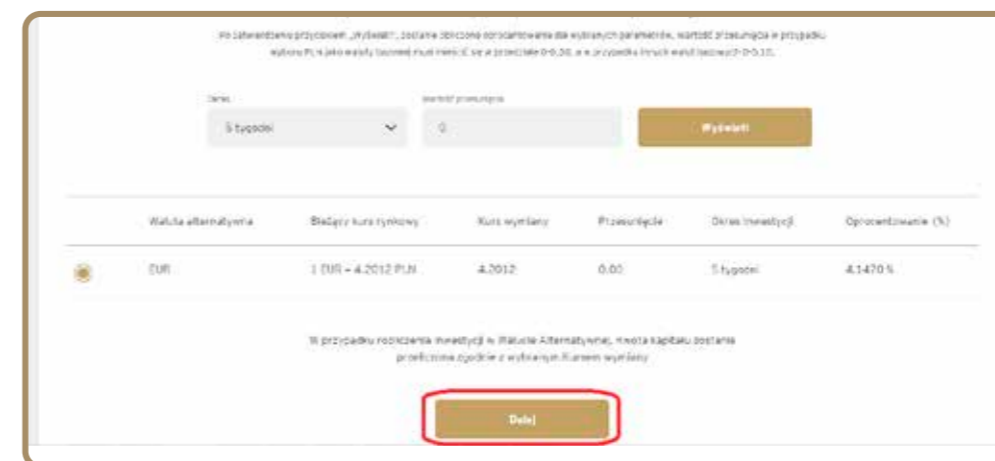 Po zatwierdzeniu przyciskiem „Wyświetl”, zostanie obliczone oprocentowanie dla wybranych parametrów. Wartość przesunięcia w przypadku
wyboru PLN jako waluty bazowej musi mieścić się w przedziale 0-0,30, a w przypadku innych walut bazowych 0-0,10.
Okres
Wartość przesunięcia
5 tygodni
0
Wyświetl
Waluta alternatywna Bieżący kurs rynkowy Kurs wymiany Przesunięcie Okres inwestycji Oprocentowanie (%)
EUR 1 EUR = 4.2012 PLN 4.2012 0.00 5 tygodni 4.1470 %
W przypadku rozliczenia inwestycji w Walucie Alternatywnej, kwota kapitału zostanie
przeliczona zgodnie z wybranym Kursem wymiany
Dalej